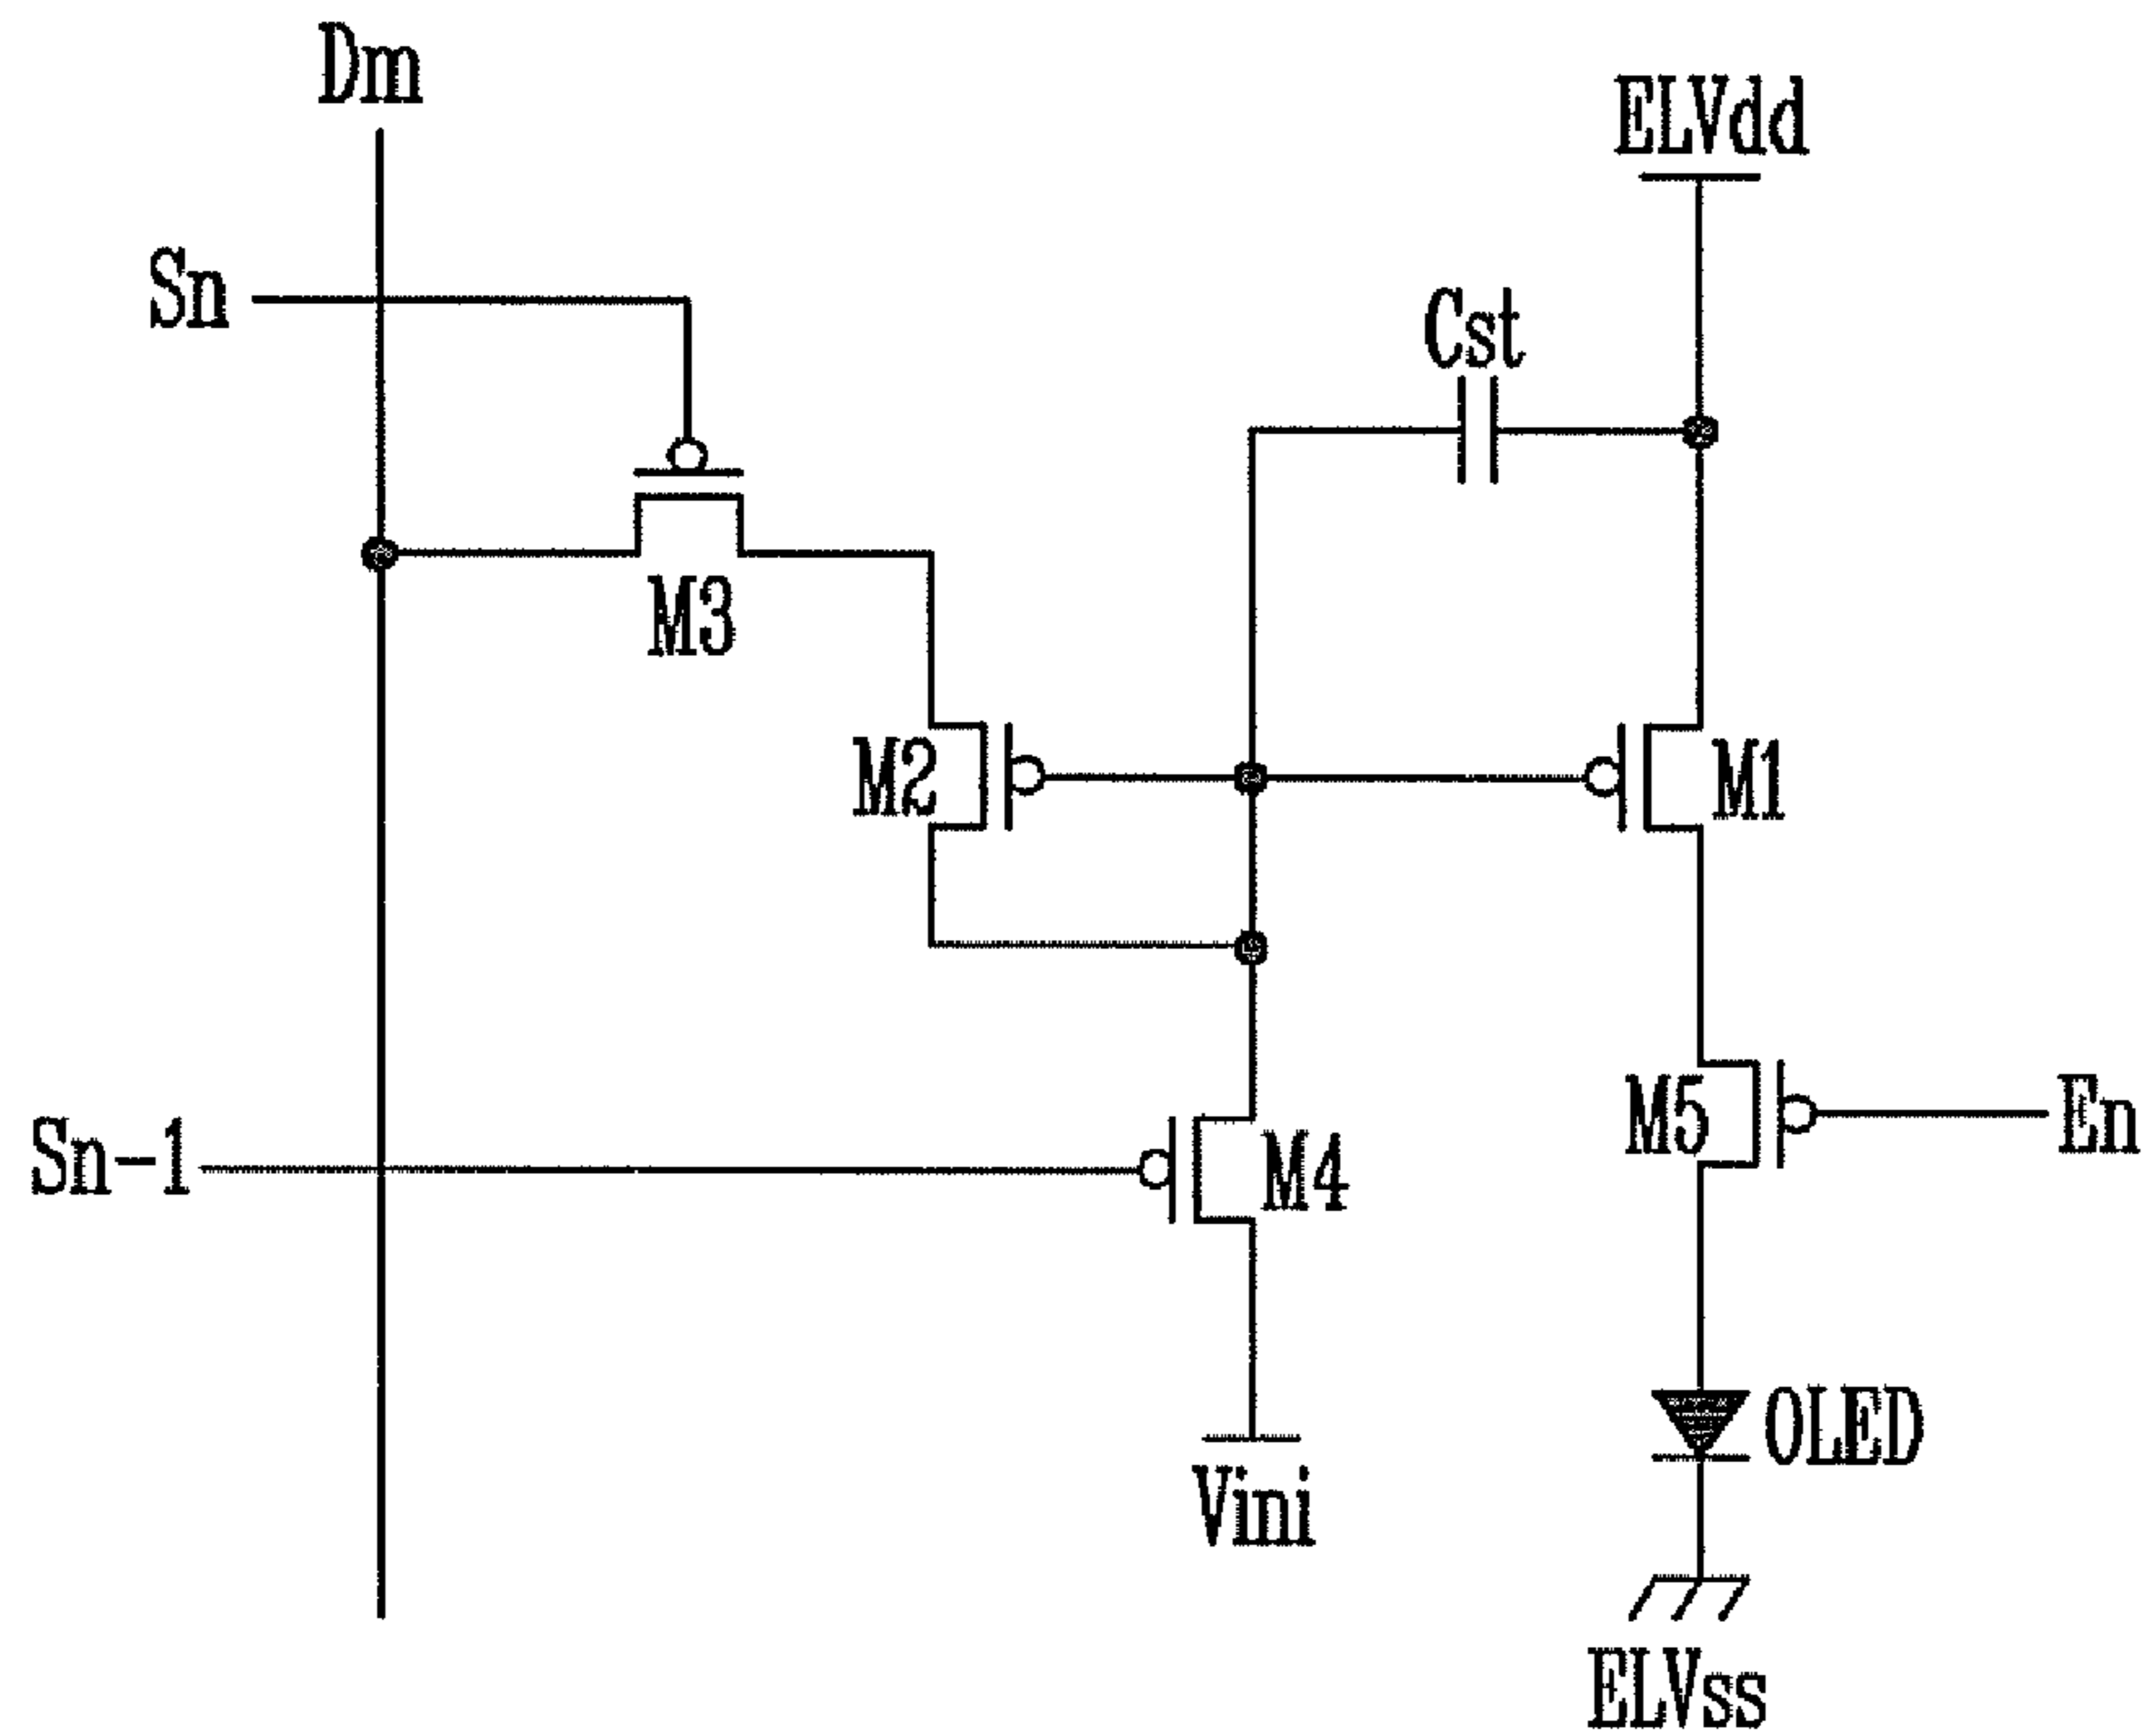 Dm
ELVdd
Sn
Cst
M3
M2
M1
M5
En
Sn-1
M4
OLED
Vini
ELVss